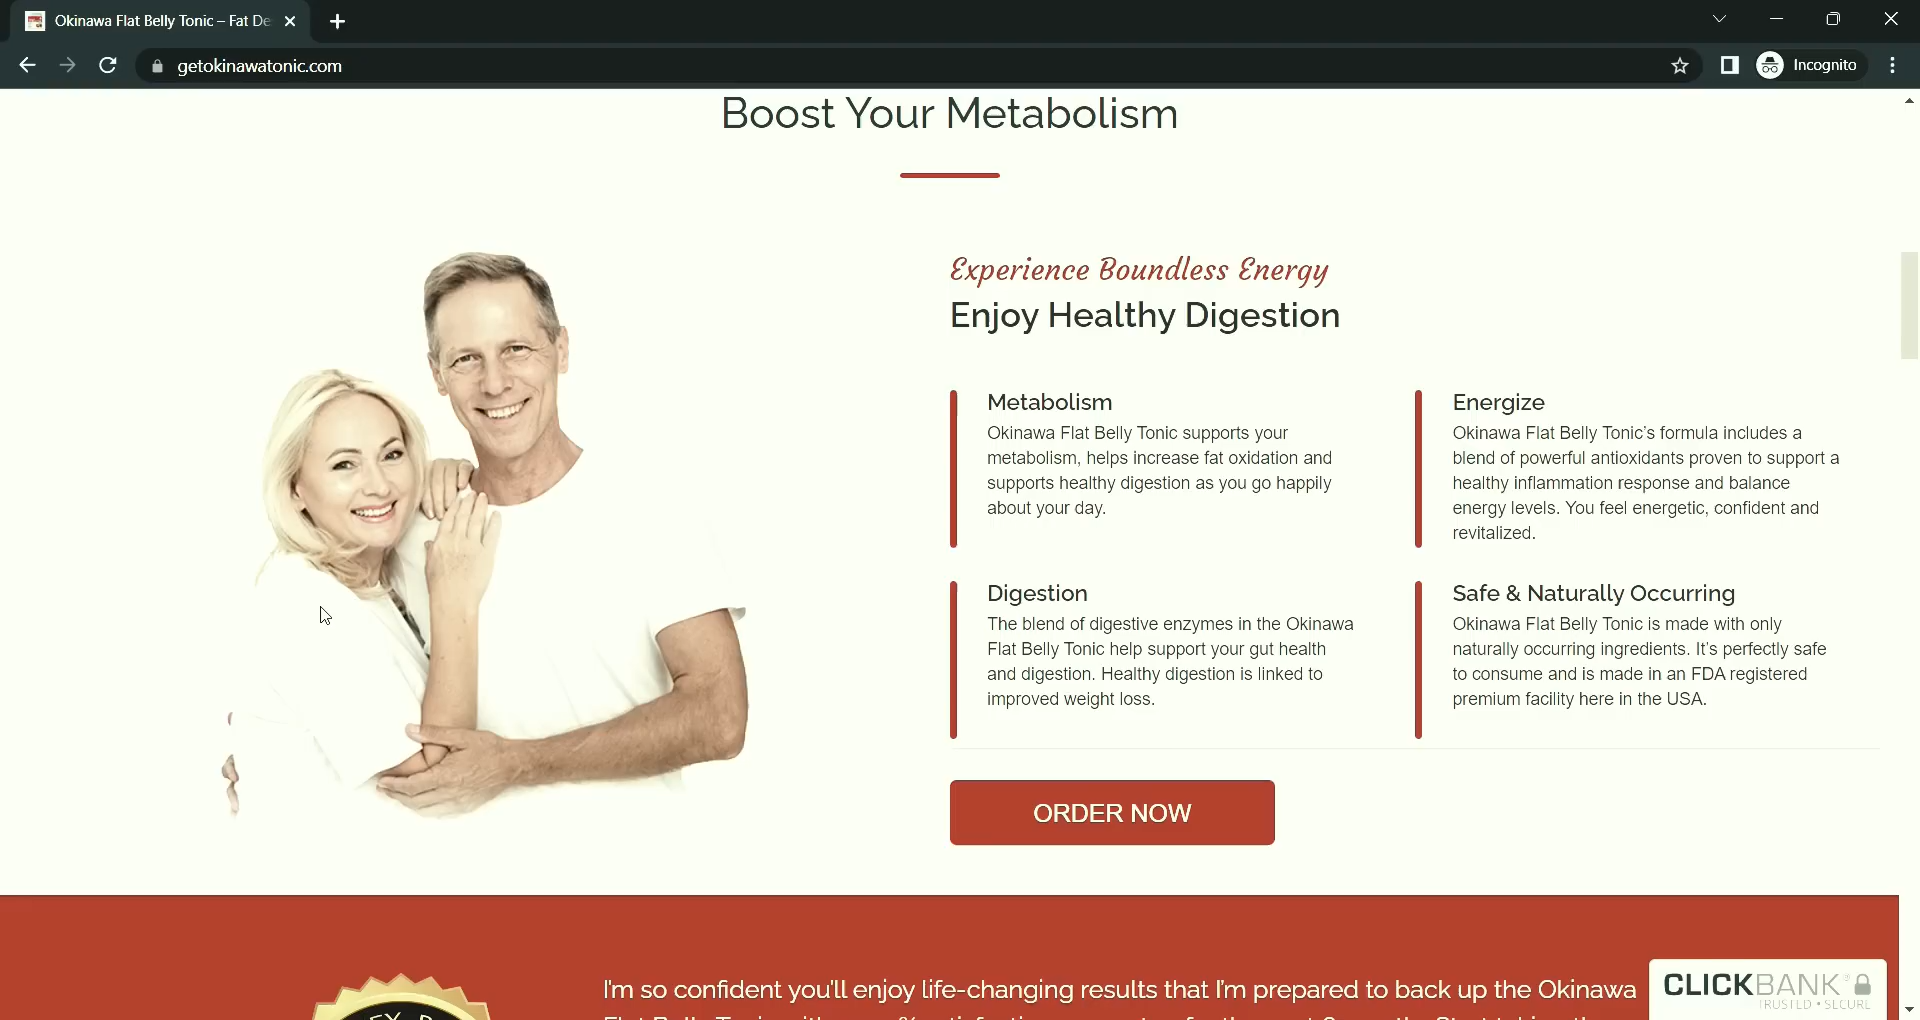 Okinawa Flat Belly Tonic – Fat De
getokinawatonic.com
Incognito
Boost Your Metabolism
Experience Boundless Energy
Enjoy Healthy Digestion
Metabolism
Okinawa Flat Belly Tonic supports your
metabolism, helps increase fat oxidation and
supports healthy digestion as you go happily
about your day.
Energize
Okinawa Flat Belly Tonic's formula includes a
blend of powerful antioxidants proven to support a
healthy inflammation response and balance
energy levels. You feel energetic, confident and
revitalized.
Digestion
The blend of digestive enzymes in the Okinawa
Flat Belly Tonic help support your gut health
and digestion. Healthy digestion is linked to
improved weight loss.
Safe & Naturally Occurring
Okinawa Flat Belly Tonic is made with only
naturally occurring ingredients. It's perfectly safe
to consume and is made in an FDA registered
premium facility here in the USA.
ORDER NOW
I'm so confident you'll enjoy life-changing results that I'm prepared to back up the Okinawa
CLICKBANK
TRUSTED • SECURE